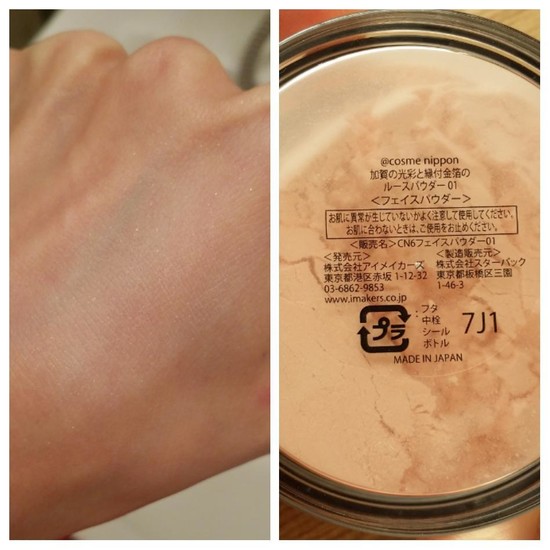 @cosme nippon
加賀の光彩と縁付金箔の
ルースパウダー 01
＜フェイスパウダー＞
お肌に異常が生じていないかよく注意して使用してください。
お肌に合わないときは、ご使用をお止めください。
＜販売名＞CN6フェイスパウダー01
＜発売元＞
株式会社アイメイカーズ
東京都港区赤坂 1-12-32
03-6862-9853
www.imakers.co.jp
＜製造販売元＞
株式会社スターバック
東京都板橋区三園
1-46-3
プラ
:フタ
中栓
シール
ボトル
7J1
MADE IN JAPAN